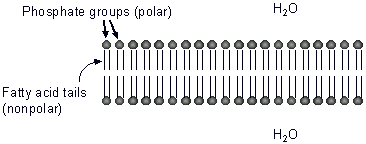 Phosphate groups (polar)
H₂O
Fatty acid tails
(nonpolar)
H₂O